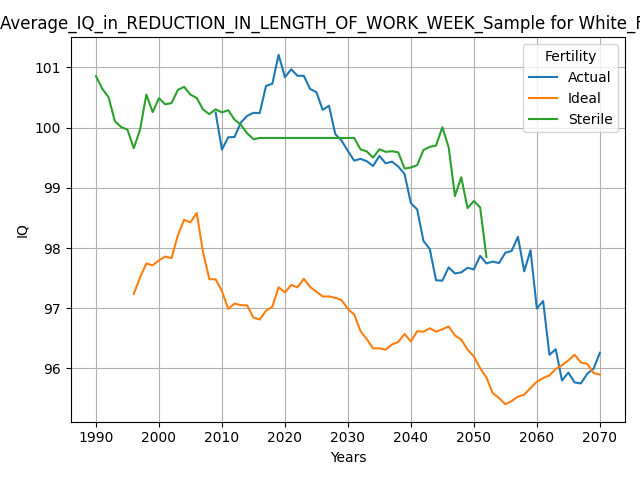 Average_IQ_in_REDUCTION_IN_LENGTH_OF_WORK_WEEK_Sample for White_
Fertility
Actual
Ideal
Sterile
101
100
99
98
97
96
IQ
1990 2000 2010 2020 2030 2040 2050 2060 2070
Years